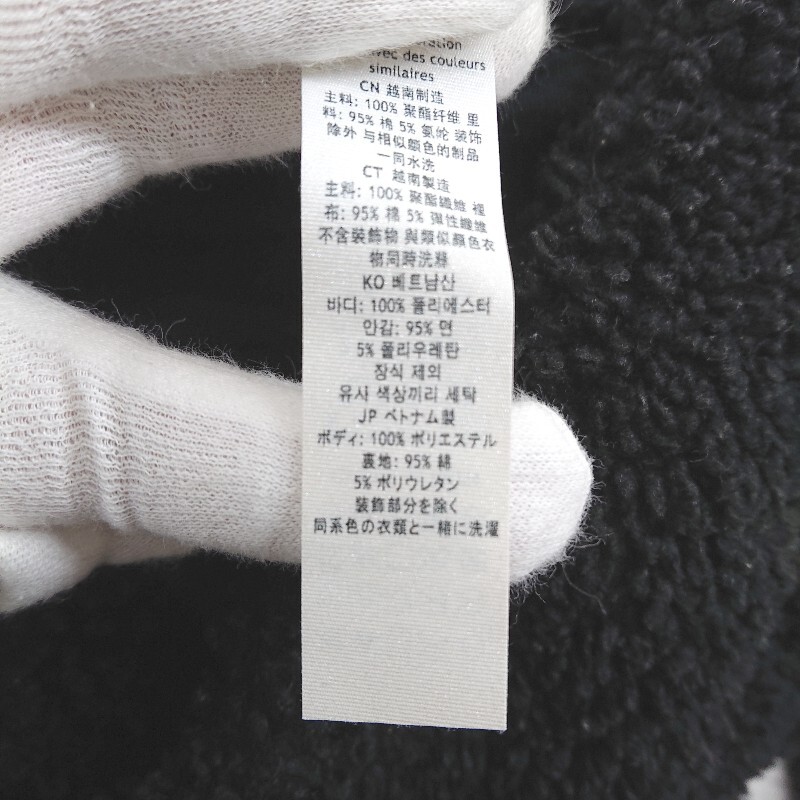 avec des couleurs
similaires
CN 越南制造
主料: 100% 聚酯纤维 里
料: 95% 棉 5% 氨纶 装饰
除外 与相似顏色的制品
一同水洗
CT 越南製造
主料: 100% 聚酯纖維 裡
布: 95% 棉 5% 彈性纖維
不含裝飾物 與類似顏色衣
物同時洗滌
KO 베트남산
바디: 100% 폴리에스터
안감: 95% 면
5% 폴리우레탄
장식 제외
유사 색상끼리 세탁
JP ベトナム製
ボディ: 100% ポリエステル
裏地: 95% 綿
5% ポリウレタン
装飾部分を除く
同系色の衣類と一緒に洗濯